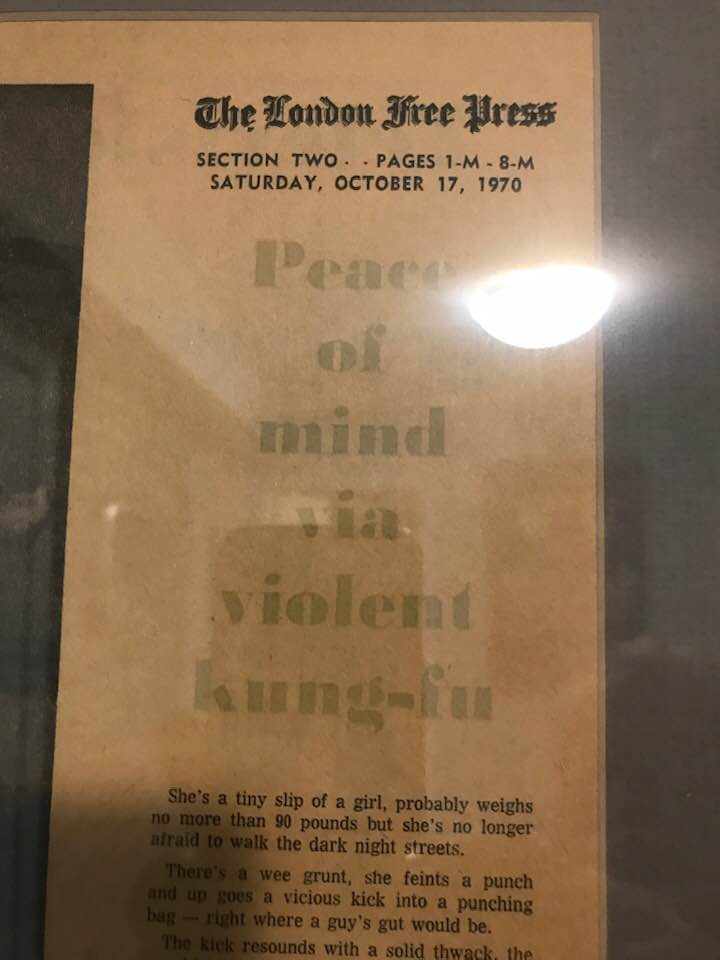 The London Free Press
SECTION TWO - - PAGES 1-M - 8-M
SATURDAY, OCTOBER 17, 1970
Peace
of
mind
via
violent
kung-fu
She's a tiny slip of a girl, probably weighs
no more than 90 pounds but she's no longer
afraid to walk the dark night streets.
There's a wee grunt, she feints a punch
and up goes a vicious kick into a punching
bag — right where a guy's gut would be.
The kick resounds with a solid thwack, the